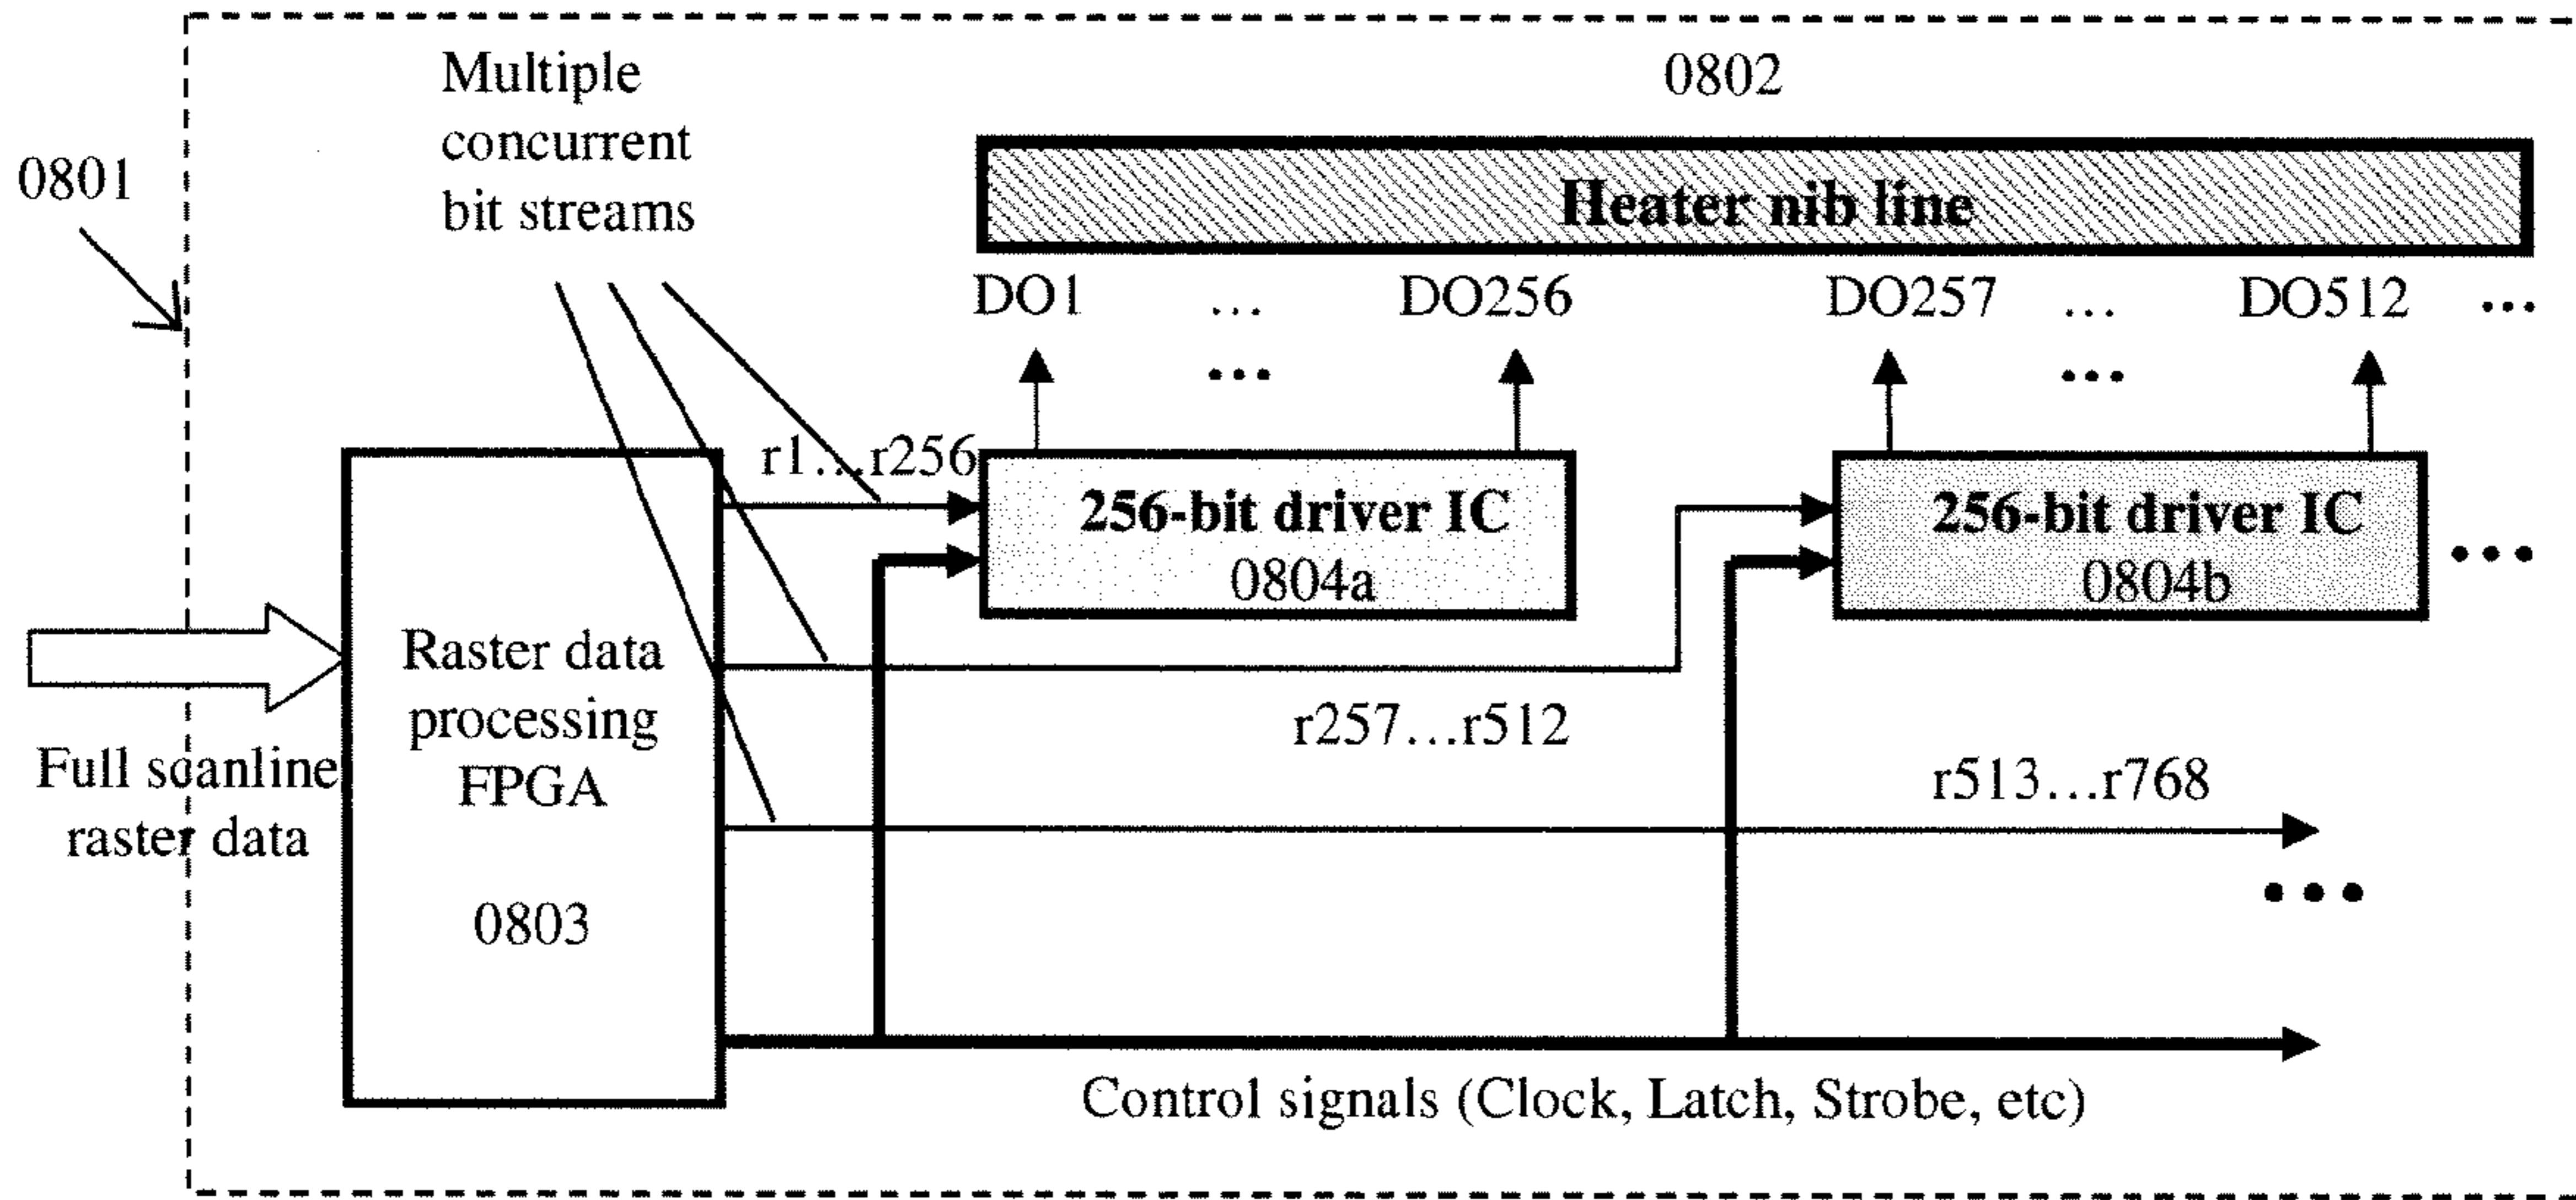 Multiple
concurrent
bit streams
0802
0801
Heater nib line
DO1 ... DO256 DO257 ... DO512 ...
...
...
r1...r256
256-bit driver IC
0804a
256-bit driver IC
0804b
...
Raster data
processing
FPGA
0803
Full scanline
raster data
r257...r512
r513...r768
...
Control signals (Clock, Latch, Strobe, etc)